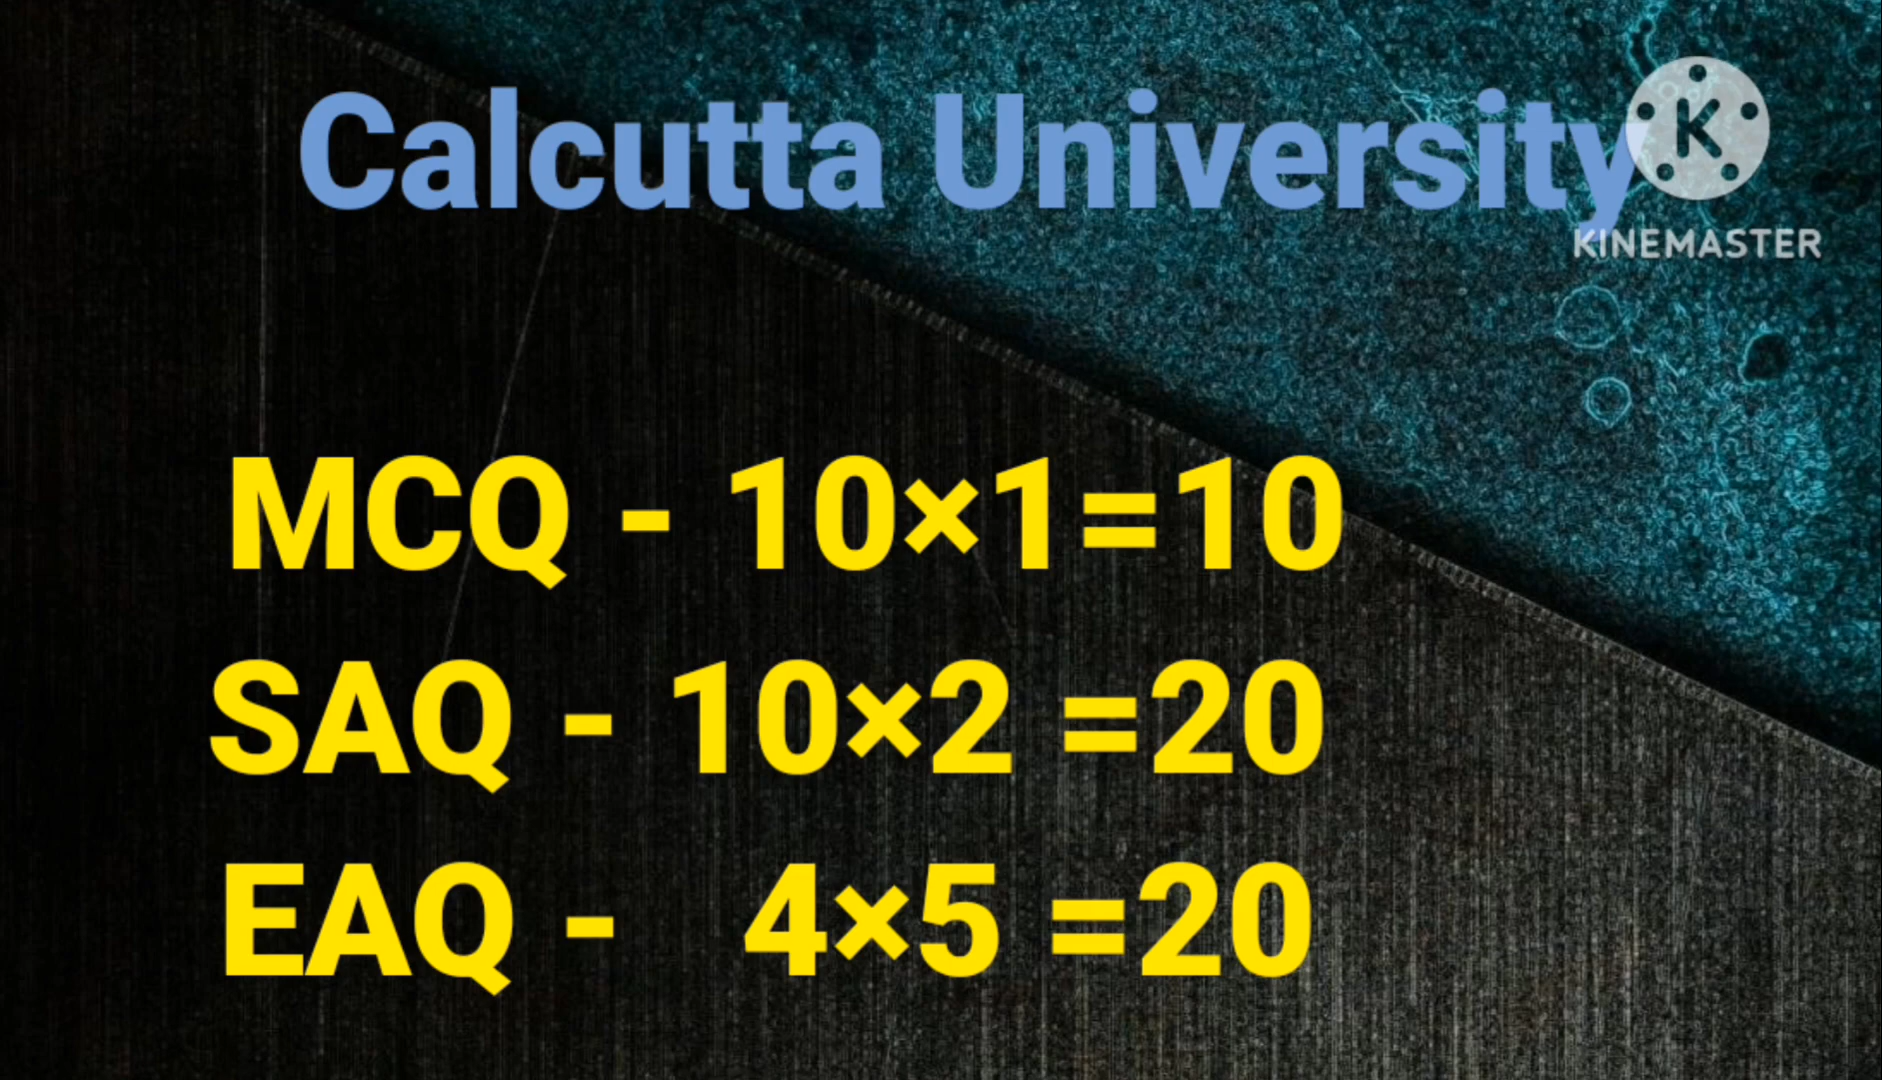 Calcutta University
K
KINEMASTER
MCQ - 10×1=10
SAQ - 10×2 =20
EAQ - 4×5 =20